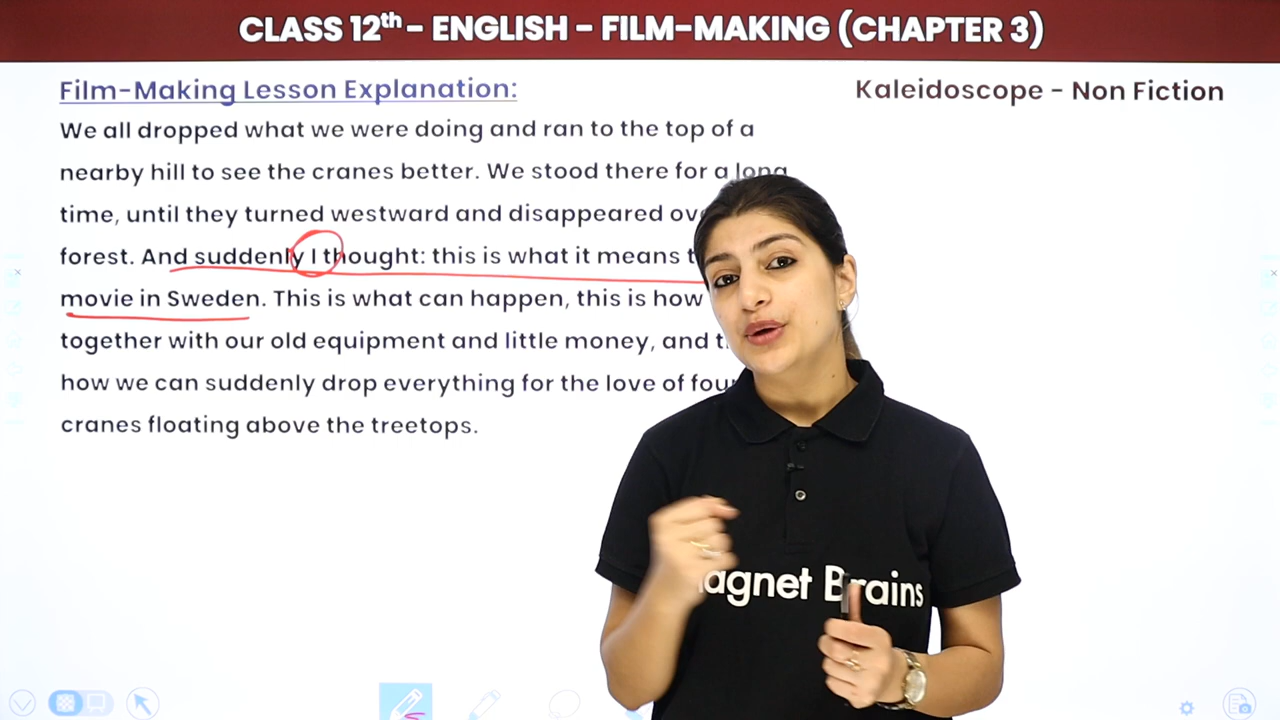 CLASS 12th - ENGLISH - FILM-MAKING (CHAPTER 3)
Film-Making Lesson Explanation:
Kaleidoscope - Non Fiction
We all dropped what we were doing and ran to the top of a
nearby hill to see the cranes better. We stood there for a long
time, until they turned westward and disappeared
forest. And suddenly I thought: this is what it means
movie in Sweden. This is what can happen, this is how
together with our old equipment and little money, and
how we can suddenly drop everything for the love of
cranes floating above the treetops.
agnet Brains